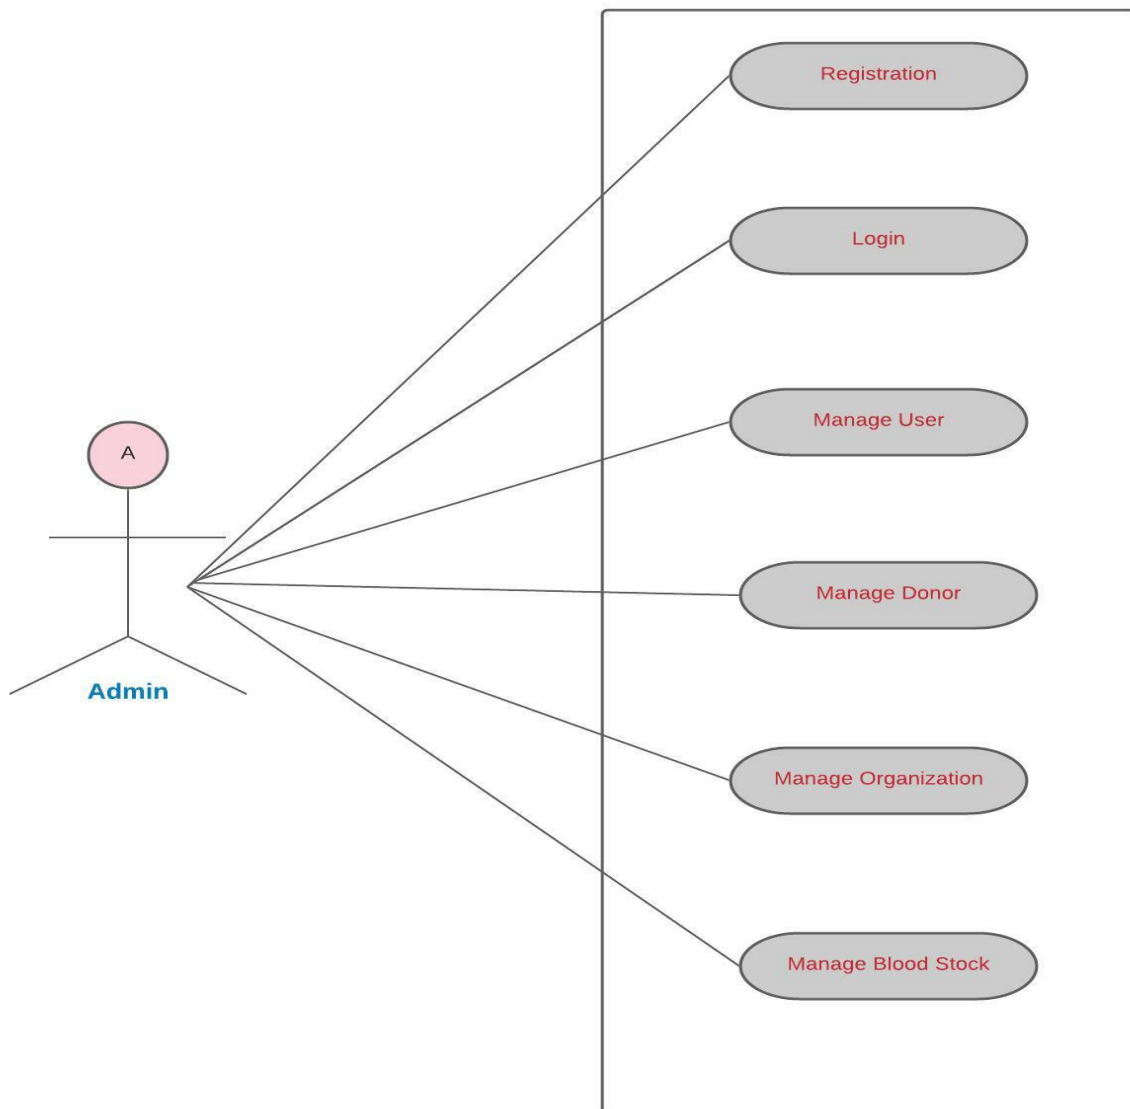 Registration
Login
Manage User
A
Manage Donor
Admin
Manage Organization
Manage Blood Stock